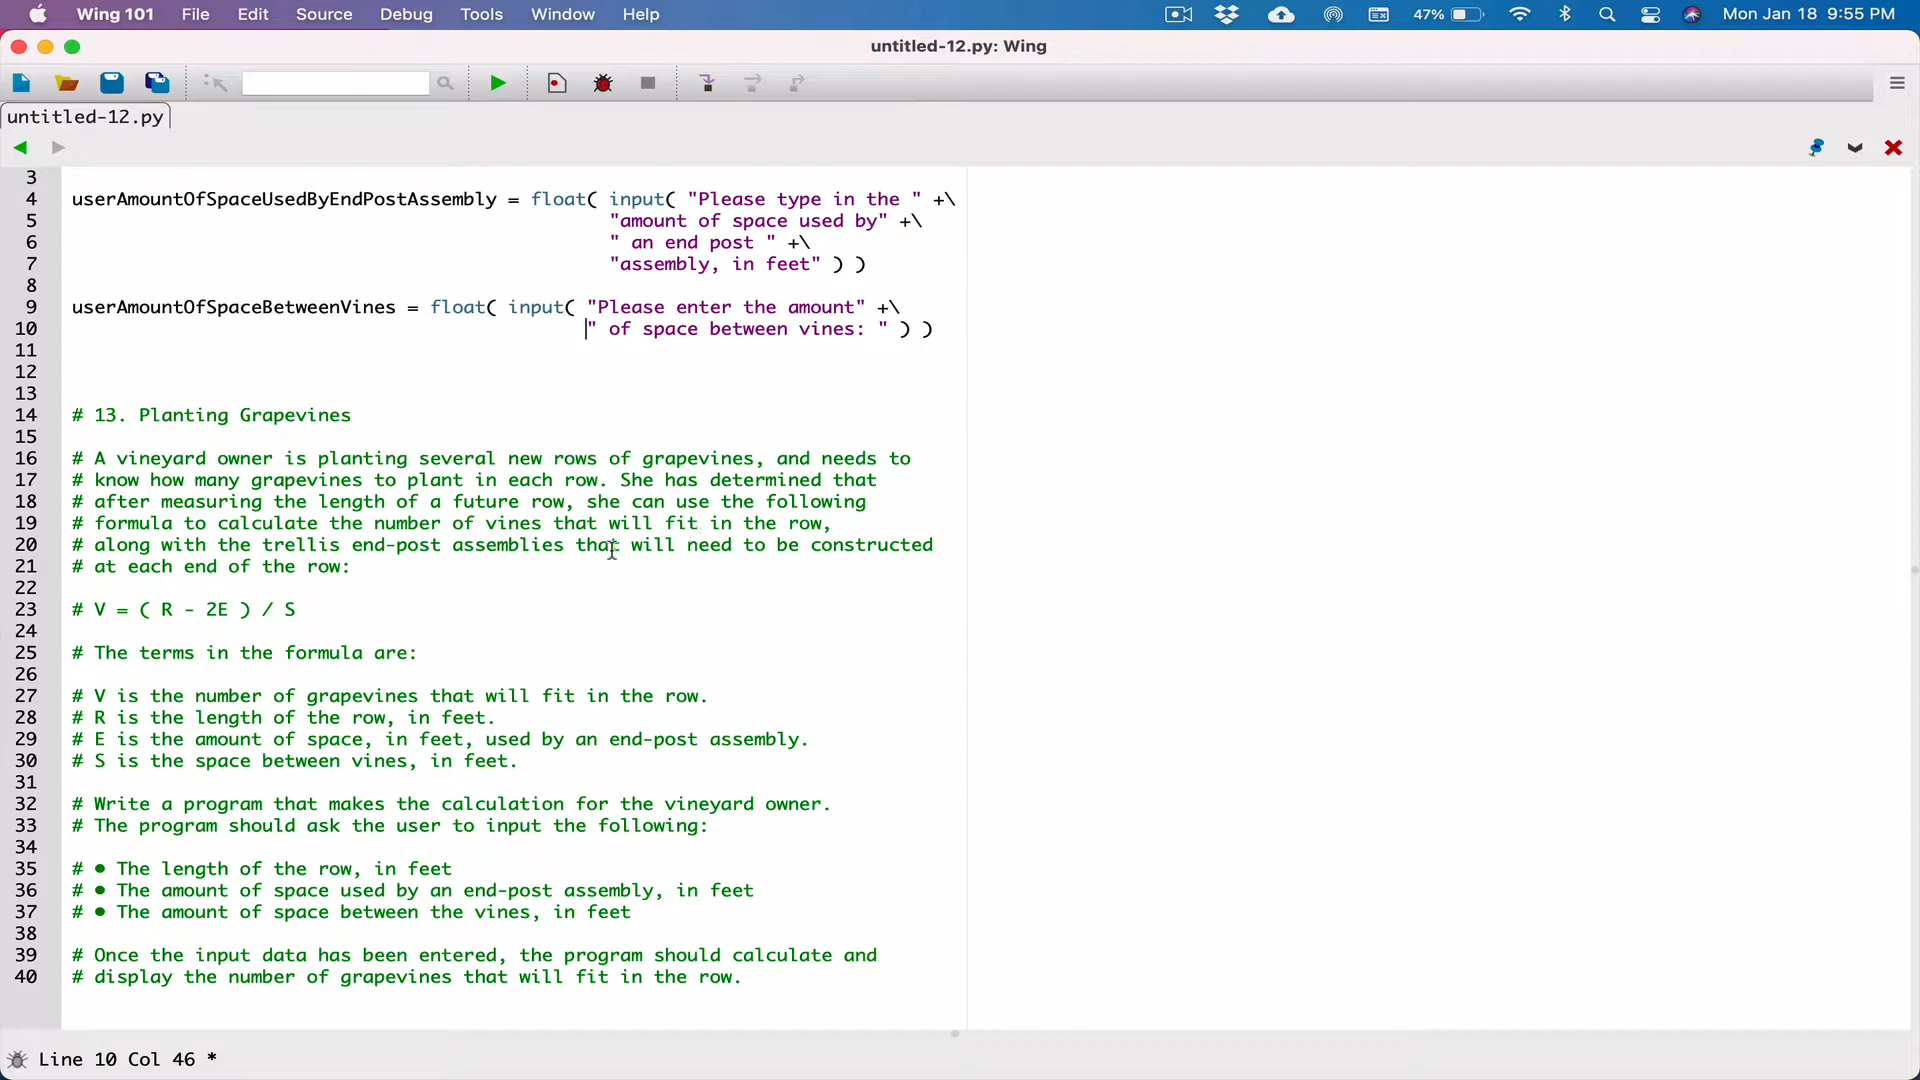 Wing 101 File Edit Source Debug Tools Window Help 47% Mon Jan 18 9:55 PM
untitled-12.py: Wing
untitled-12.py
3
4 userAmountOfSpaceUsedByEndPostAssembly = float( input( "Please type in the " +\
5 "amount of space used by" +\
6 " an end post " +\
7 "assembly, in feet" ) )
8
9 userAmountOfSpaceBetweenVines = float( input( "Please enter the amount" +\
10 " of space between vines: " ) )
11
12
13
14 # 13. Planting Grapevines
15
16 # A vineyard owner is planting several new rows of grapevines, and needs to
17 # know how many grapevines to plant in each row. She has determined that
18 # after measuring the length of a future row, she can use the following
19 # formula to calculate the number of vines that will fit in the row,
20 # along with the trellis end-post assemblies that will need to be constructed
21 # at each end of the row:
22
23 # V = ( R - 2E ) / S
24
25 # The terms in the formula are:
26
27 # V is the number of grapevines that will fit in the row.
28 # R is the length of the row, in feet.
29 # E is the amount of space, in feet, used by an end-post assembly.
30 # S is the space between vines, in feet.
31
32 # Write a program that makes the calculation for the vineyard owner.
33 # The program should ask the user to input the following:
34
35 # ● The length of the row, in feet
36 # ● The amount of space used by an end-post assembly, in feet
37 # ● The amount of space between the vines, in feet
38
39 # Once the input data has been entered, the program should calculate and
40 # display the number of grapevines that will fit in the row.
Line 10 Col 46 *